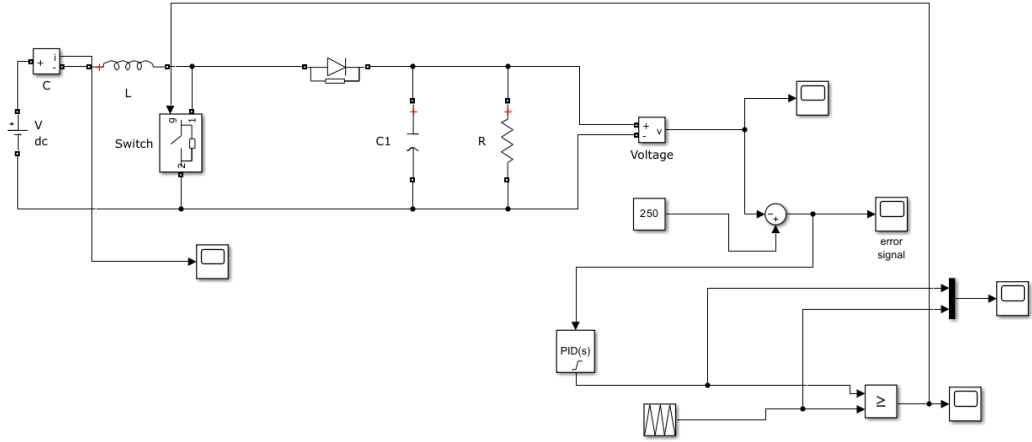 +
i
-
C
L
V
dc
+
Switch
g
1
2
C1
R
+
-
v
Voltage
250
-
+
error
signal
PID(s)
≥